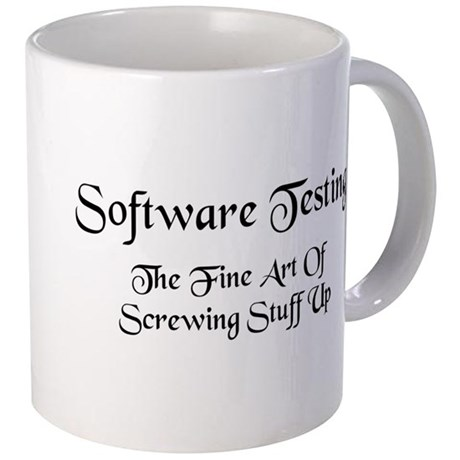 Software Testing
The Fine Art Of
Screwing Stuff Up